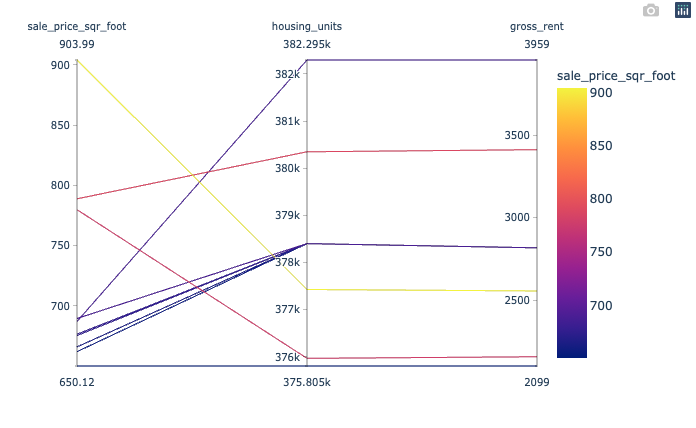 sale_price_sqr_foot housing_units gross_rent
903.99 382.295k 3959
900
850
800
750
700
650.12
382k
381k
380k
379k
378k
377k
376k
375.805k
3500
3000
2500
2099
sale_price_sqr_foot
900
850
800
750
700